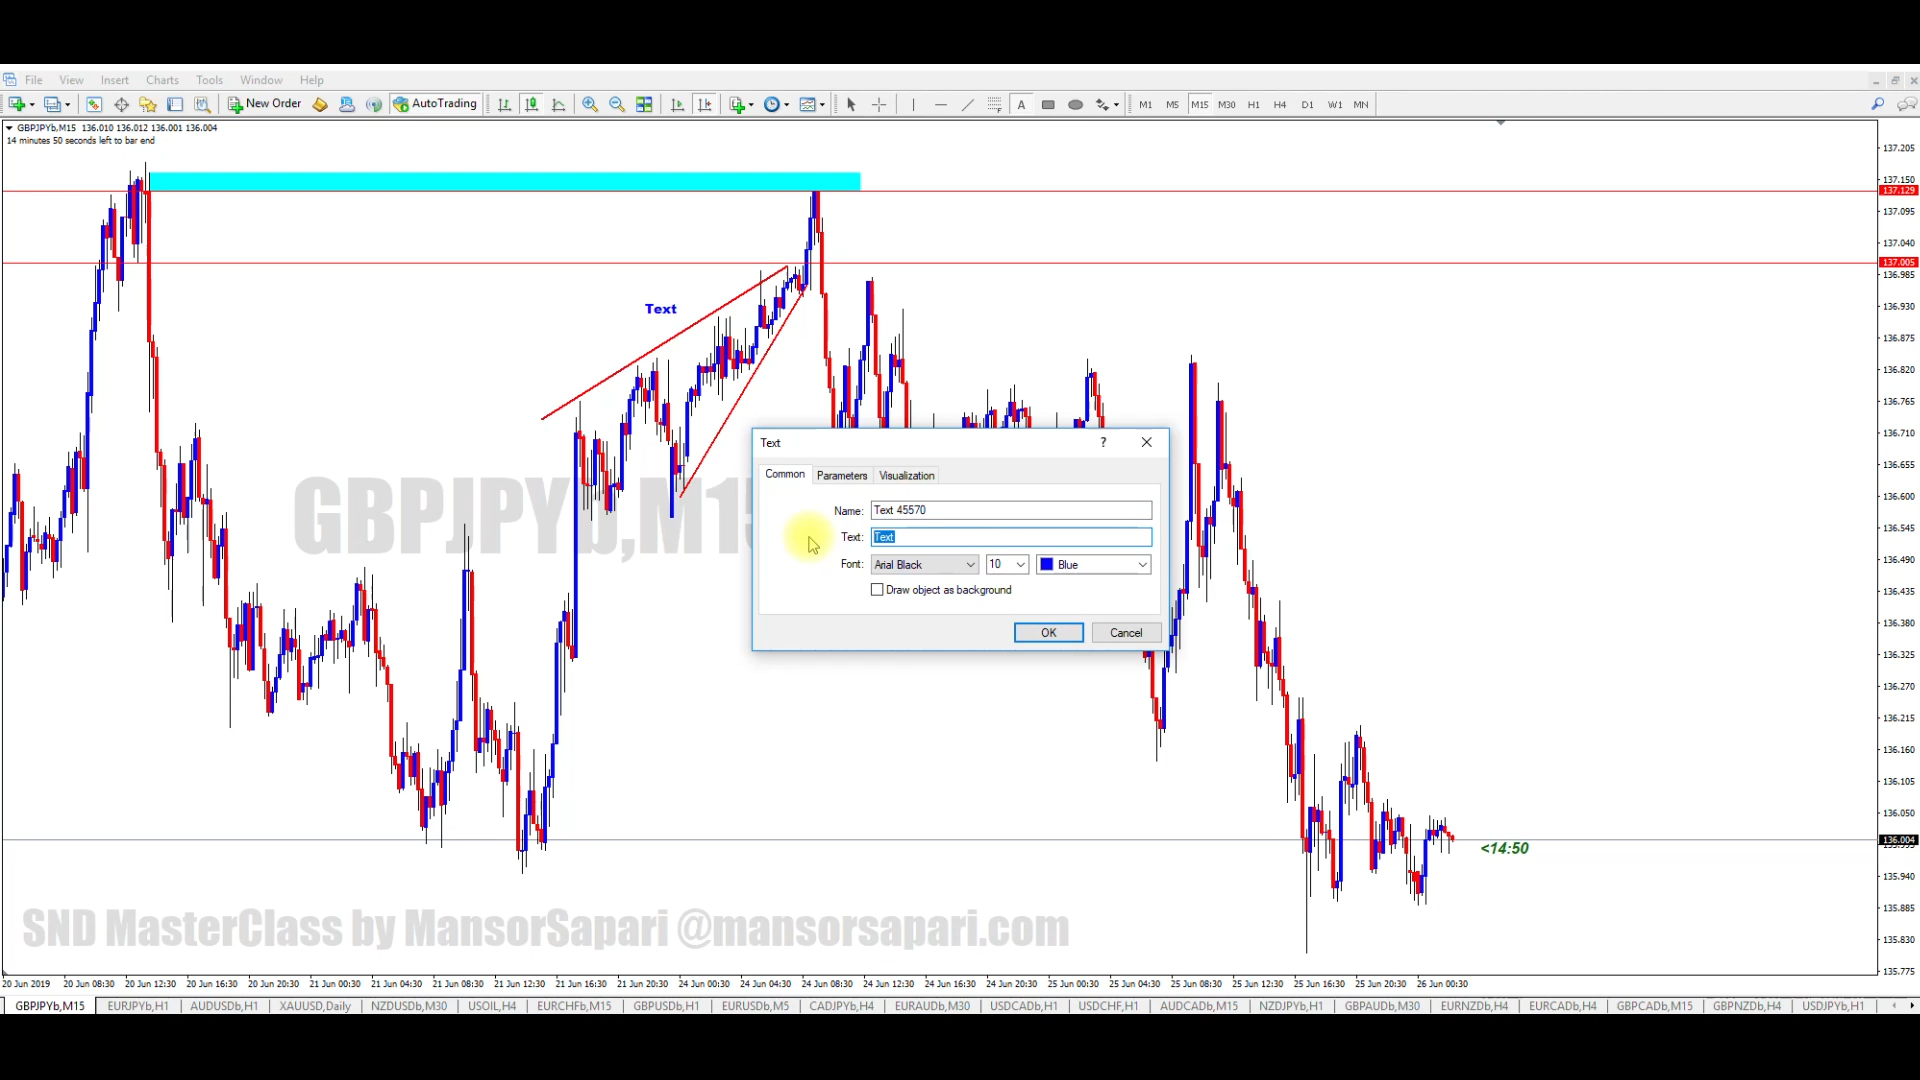 File View Insert Charts Tools Window Help
New Order AutoTrading A M1 M5 M15 M30 H1 H4 D1 W1 MN
GBPJPYb,M15 136.010 136.012 136.001 136.004
14 minutes 50 seconds left to bar end
137.205
137.150
137.129
137.095
137.040
137.005
136.985
136.930
Text
136.875
136.820
136.765
136.710
136.655
136.600
136.545
136.490
136.435
136.380
136.325
136.270
136.215
136.160
136.105
136.050
136.004
135.940
135.885
135.830
135.775
GBPJPYb,M15
Text ?
Common Parameters Visualization
Name: Text 45570
Text: Text
Font: Arial Black 10 Blue
Draw object as background
OK Cancel
<14:50
SND MasterClass by MansorSapari @mansorsapari.com
20 Jun 2019 20 Jun 08:30 20 Jun 12:30 20 Jun 16:30 20 Jun 20:30 21 Jun 00:30 21 Jun 04:30 21 Jun 08:30 21 Jun 12:30 21 Jun 16:30 21 Jun 20:30 24 Jun 00:30 24 Jun 04:30 24 Jun 08:30 24 Jun 12:30 24 Jun 16:30 24 Jun 20:30 25 Jun 00:30 25 Jun 04:30 25 Jun 08:30 25 Jun 12:30 25 Jun 16:30 25 Jun 20:30 26 Jun 00:30
GBPJPYb,M15 EURJPYb,H1 AUDUSDb,H1 XAUUSD,Daily NZDUSDb,M30 USOIL,H4 EURCHFb,M15 GBPUSDb,H1 EURUSDb,M5 CADJPYb,H4 EURAUDb,M30 USDCADb,H1 USDCHF,H1 AUDCADb,M15 NZDJPYb,H1 GBPAUDb,M30 EURNZDb,H4 EURCADb,H4 GBPCADb,M15 GBPNZDb,H4 USDJPYb,H1